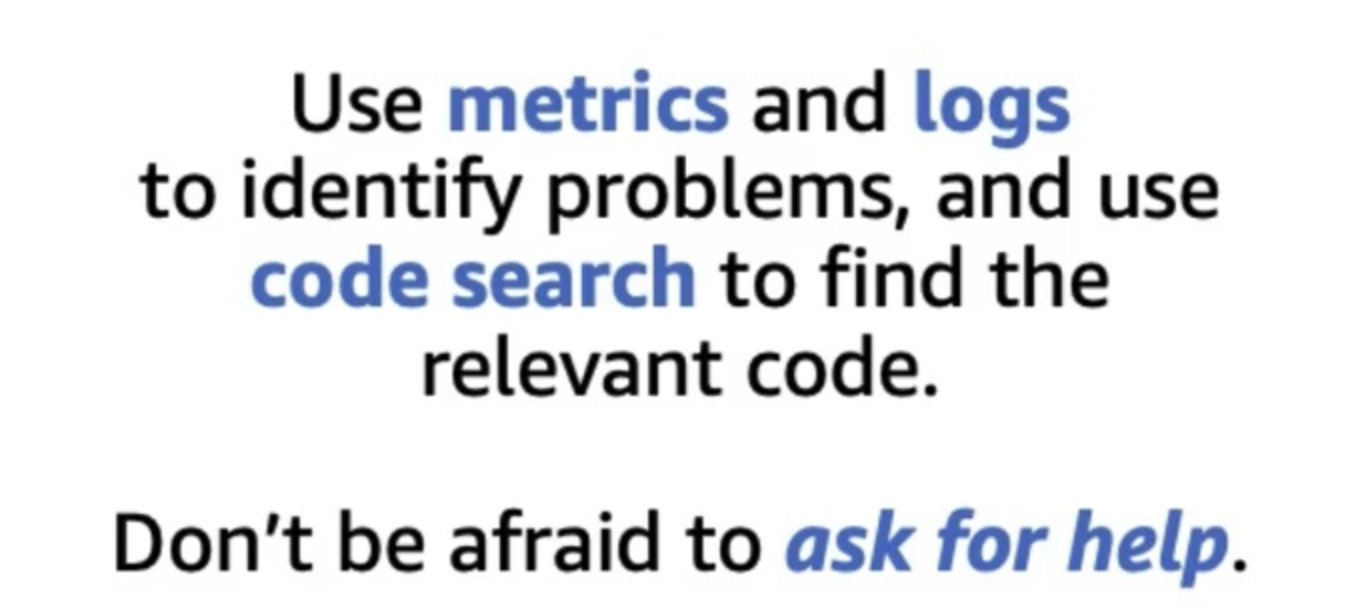 Use metrics and logs
to identify problems, and use
code search to find the
relevant code.
Don’t be afraid to ask for help.